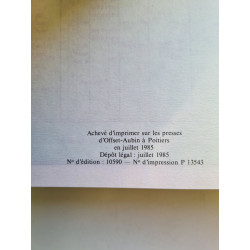 Achevé d'imprimer sur les presses
d'Offset-Aubin à Poitiers
en juillet 1985
Dépôt légal : juillet 1985
N° d'édition : 10590 — N° d'impression P 13543